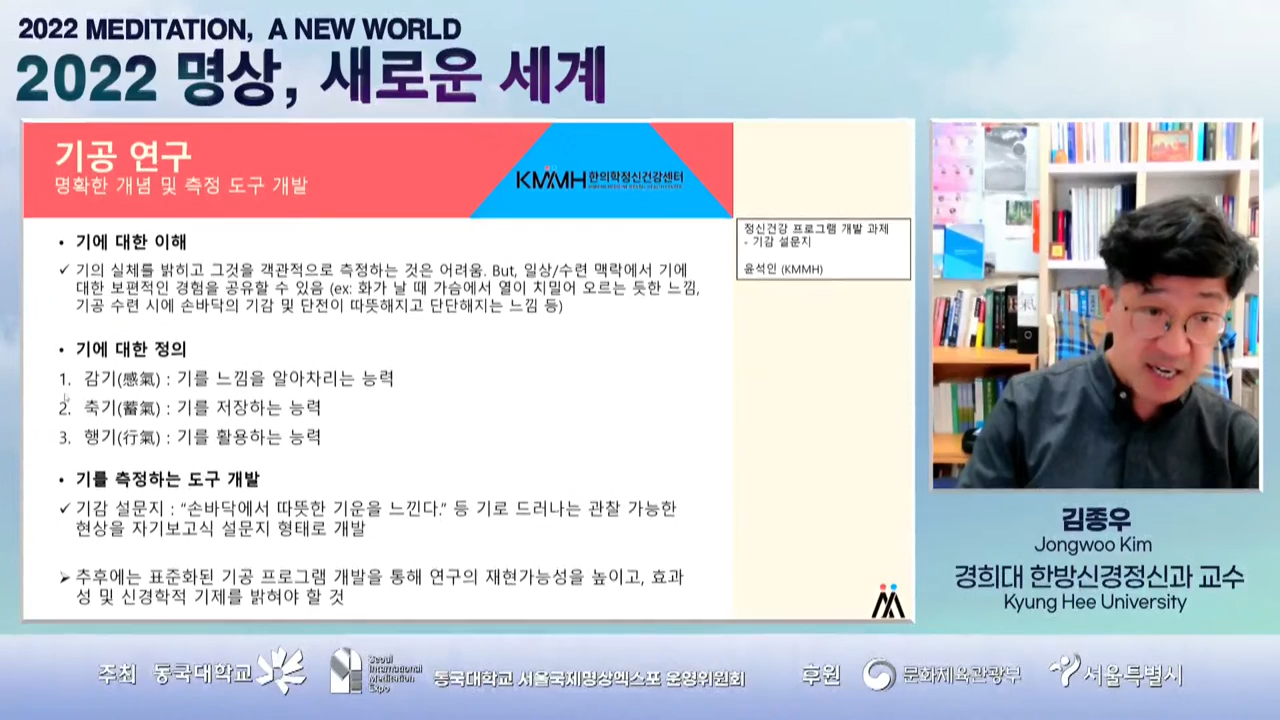 2022 MEDITATION, A NEW WORLD
2022 명상, 새로운 세계
기공 연구
명확한 개념 및 측정 도구 개발
KMMH 한의학정신건강센터
• 기에 대한 이해
✓ 기의 실체를 밝히고 그것을 객관적으로 측정하는 것은 어려움. But, 일상/수련 맥락에서 기에
대한 보편적인 경험을 공유할 수 있음 (ex: 화가 날 때 가슴에서 열이 치밀어 오르는 듯한 느낌,
기공 수련 시에 손바닥의 기감 및 단전이 따뜻해지고 단단해지는 느낌 등)
• 기에 대한 정의
1. 감기(感氣) : 기를 느낌을 알아차리는 능력
2. 축기(蓄氣) : 기를 저장하는 능력
3. 행기(行氣) : 기를 활용하는 능력
• 기를 측정하는 도구 개발
✓ 기감 설문지 : “손바닥에서 따뜻한 기운을 느낀다.” 등 기로 드러나는 관찰 가능한
현상을 자기보고식 설문지 형태로 개발
➢ 추후에는 표준화된 기공 프로그램 개발을 통해 연구의 재현가능성을 높이고, 효과
성 및 신경학적 기제를 밝혀야 할 것
정신건강 프로그램 개발 과제
- 기감 설문지
윤석인 (KMMH)
氣
김종우
Jongwoo Kim
경희대 한방신경정신과 교수
Kyung Hee University
주최 동국대학교
Seoul
International
Meditation
Expo
동국대학교 서울국제명상엑스포 운영위원회
후원 문화체육관광부 서울특별시